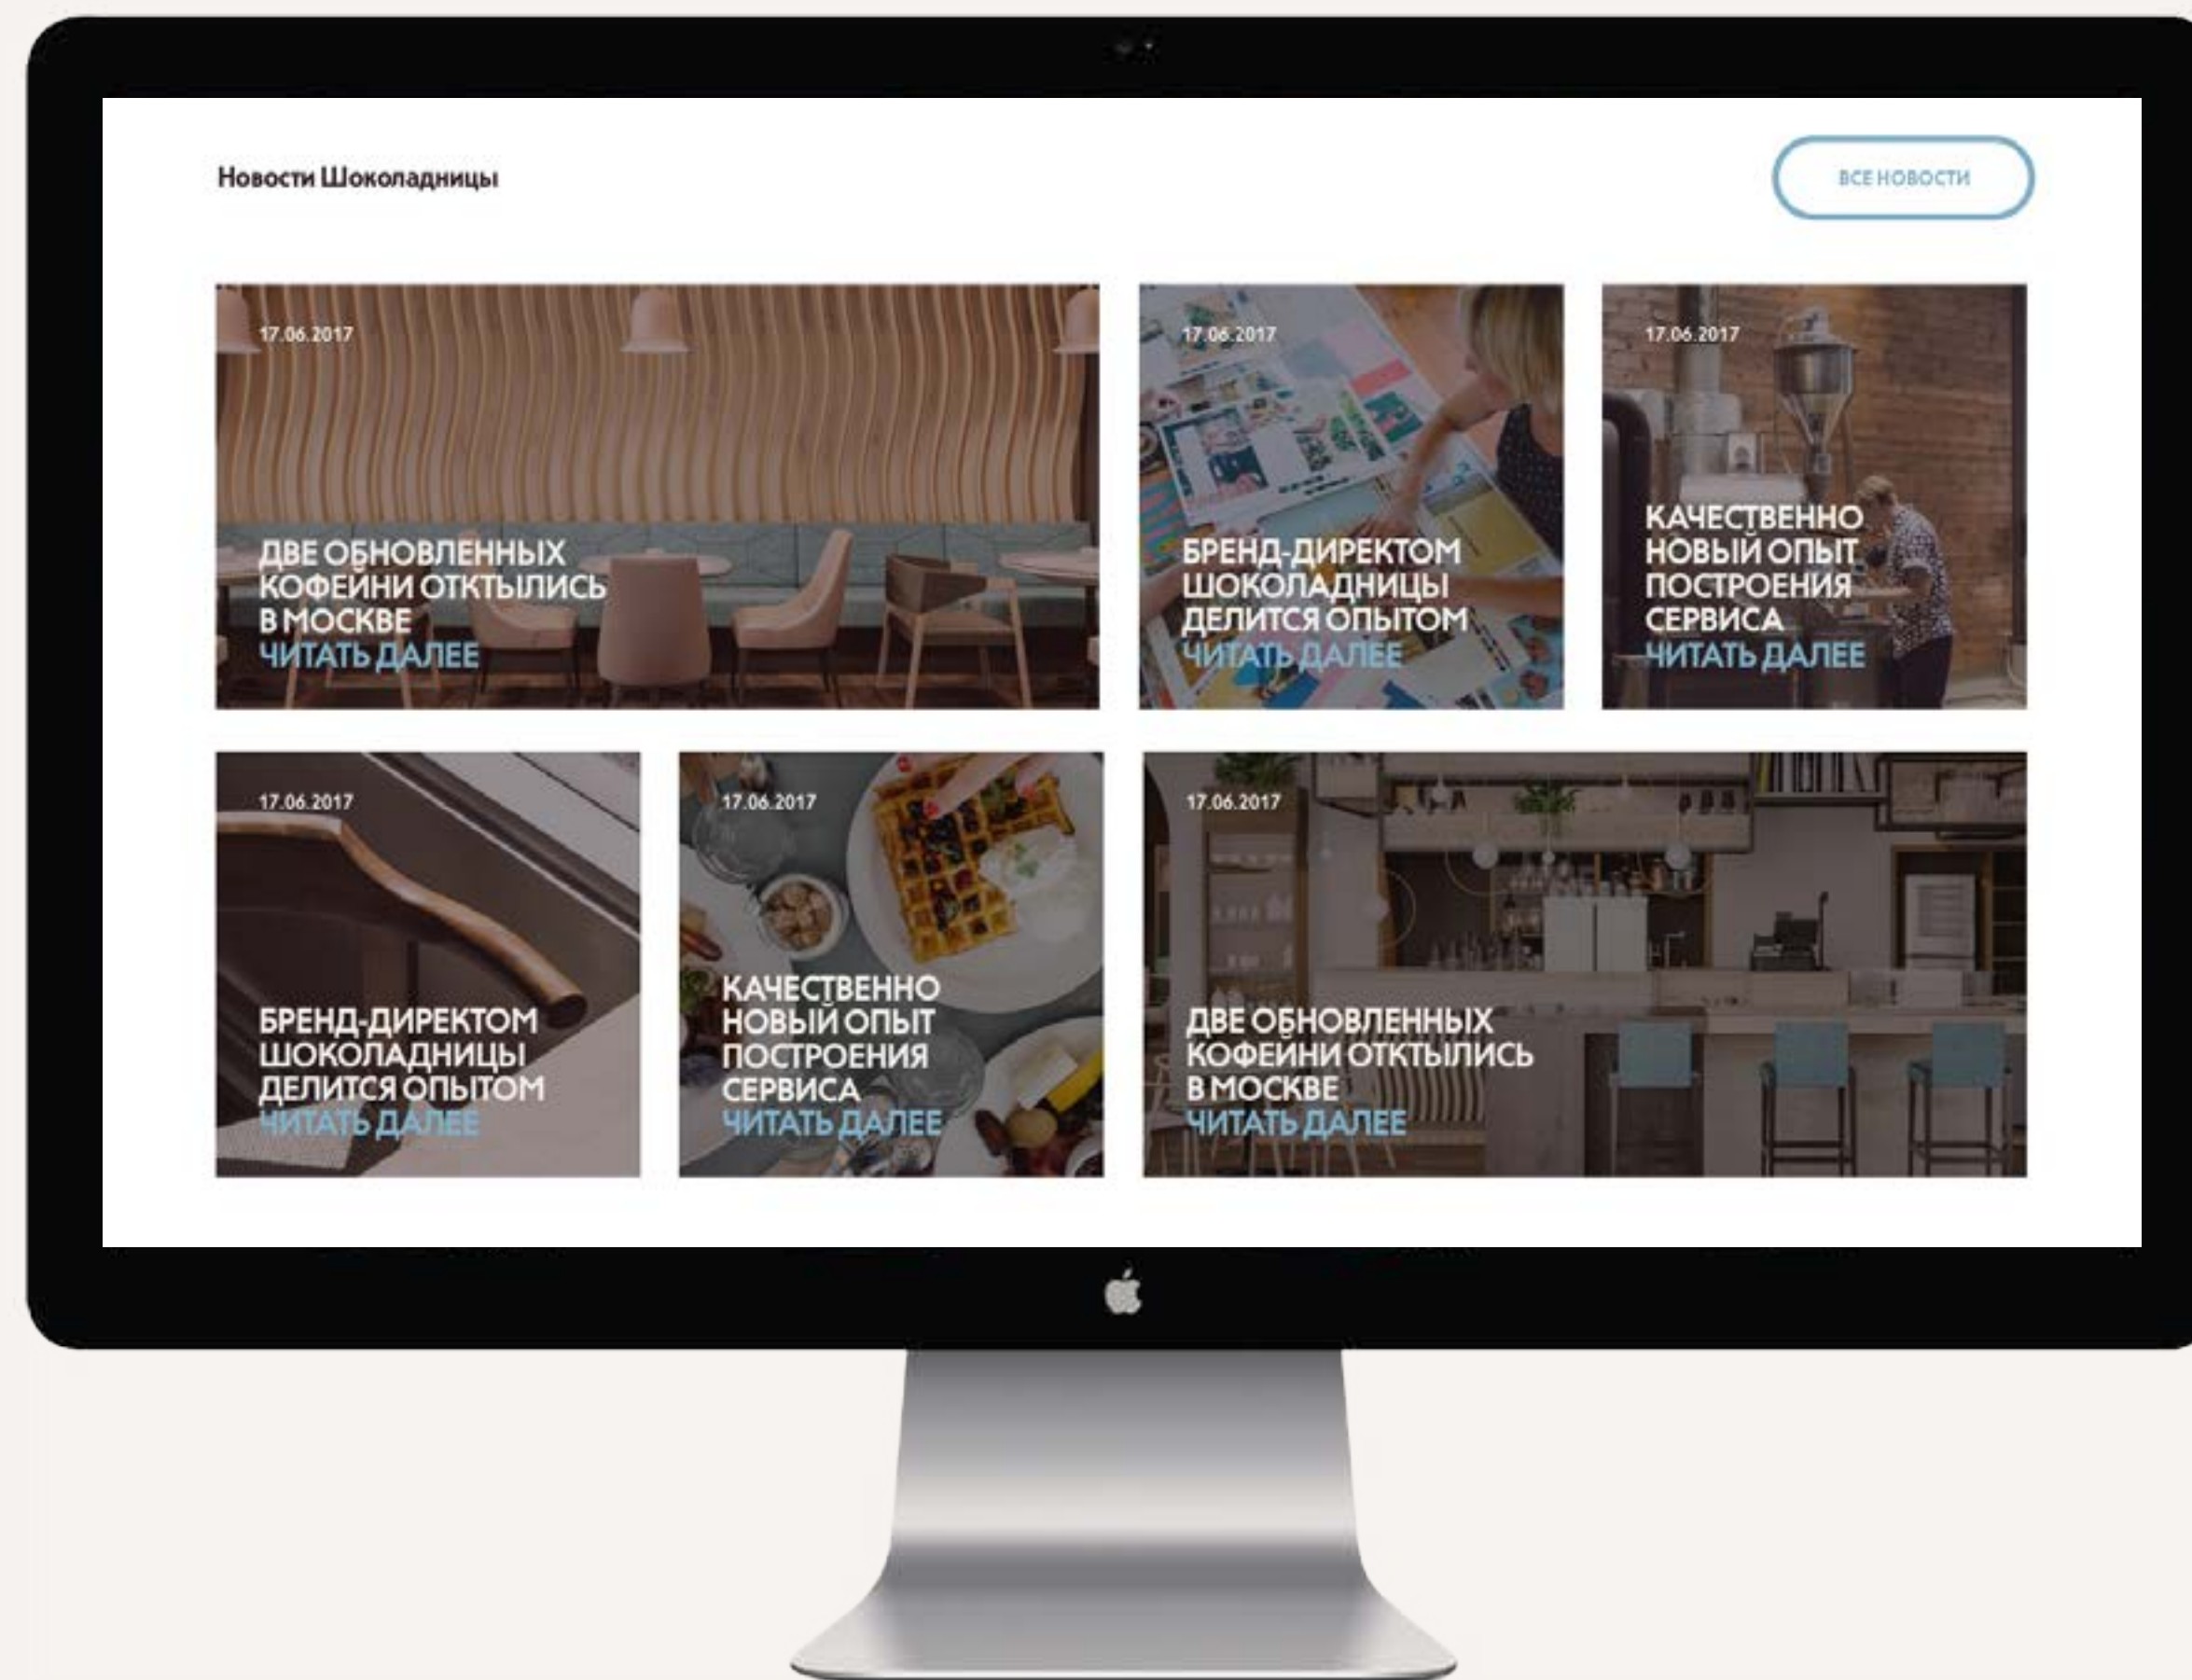 Новости Шоколадницы
ВСЕ НОВОСТИ
17.06.2017
ДВЕ ОБНОВЛЕННЫХ
КОФЕЙНИ ОТКТЫЛИСЬ
В МОСКВЕ
ЧИТАТЬ ДАЛЕЕ
17.06.2017
БРЕНД-ДИРЕКТОМ
ШОКОЛАДНИЦЫ
ДЕЛИТСЯ ОПЫТОМ
ЧИТАТЬ ДАЛЕЕ
17.06.2017
КАЧЕСТВЕННО
НОВЫЙ ОПЫТ
ПОСТРОЕНИЯ
СЕРВИСА
ЧИТАТЬ ДАЛЕЕ
17.06.2017
БРЕНД-ДИРЕКТОМ
ШОКОЛАДНИЦЫ
ДЕЛИТСЯ ОПЫТОМ
ЧИТАТЬ ДАЛЕЕ
17.06.2017
КАЧЕСТВЕННО
НОВЫЙ ОПЫТ
ПОСТРОЕНИЯ
СЕРВИСА
ЧИТАТЬ ДАЛЕЕ
17.06.2017
ДВЕ ОБНОВЛЕННЫХ
КОФЕЙНИ ОТКТЫЛИСЬ
В МОСКВЕ
ЧИТАТЬ ДАЛЕЕ